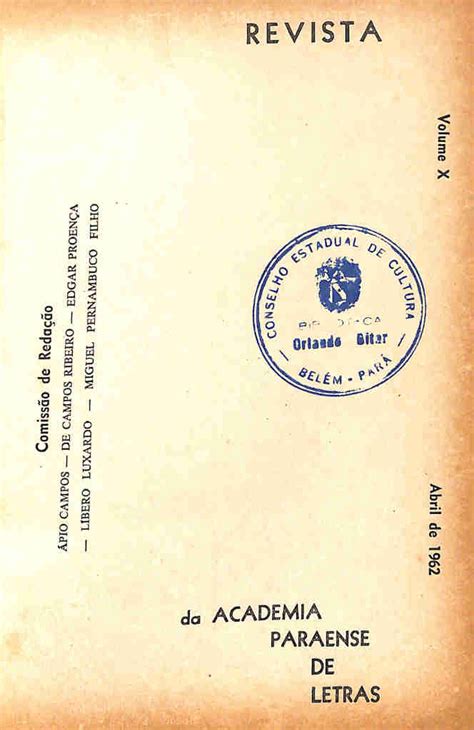 REVISTA
Volume X
Comissão de Redação
ÁPIO CAMPOS — DE CAMPOS RIBEIRO — EDGAR PROENÇA
— LIBERO LUXARDO — MIGUEL PERNAMBUCO FILHO
CONSELHO ESTADUAL DE CULTURA
Orlando Bitar
BELÉM - PARÁ
Abril de 1962
da ACADEMIA
PARAENSE
DE
LETRAS